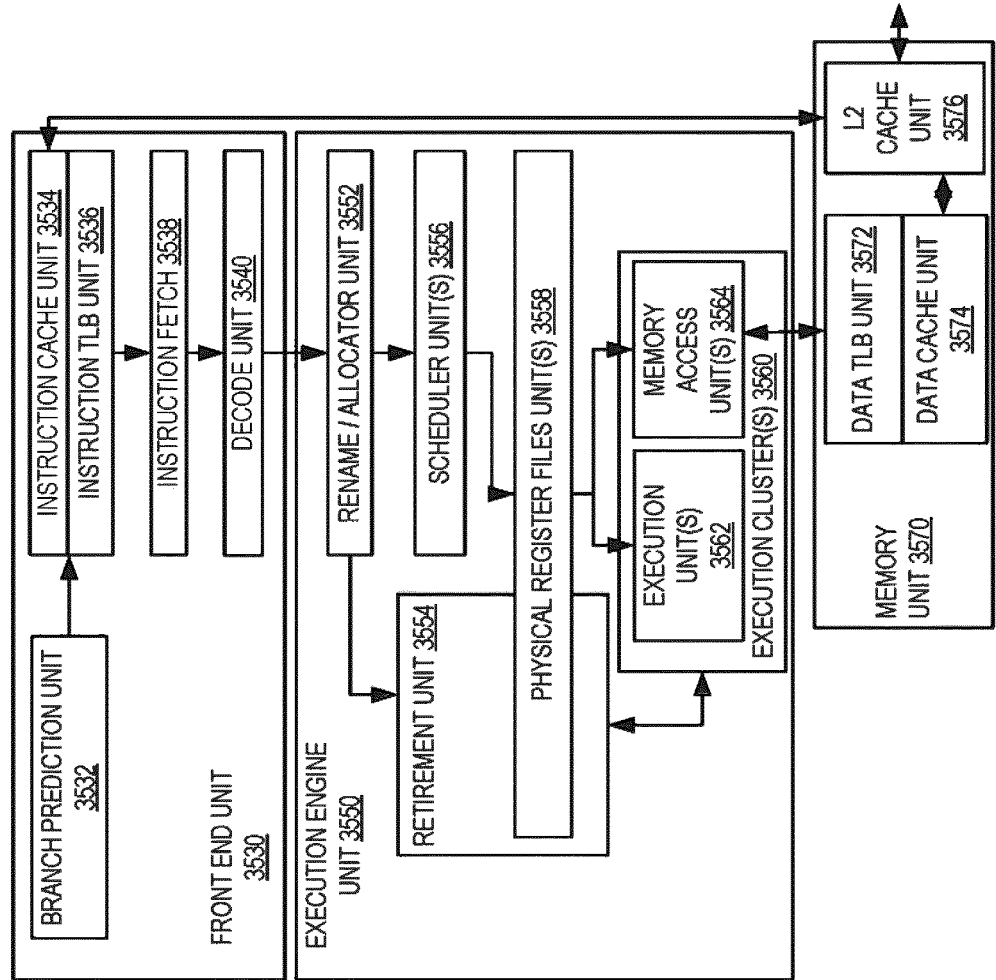 BRANCH PREDICTION UNIT
3532
INSTRUCTION CACHE UNIT 3534
INSTRUCTION TLB UNIT 3536
INSTRUCTION FETCH 3538
DECODE UNIT 3540
FRONT END UNIT
3530
EXECUTION ENGINE
UNIT 3550
RENAME / ALLOCATOR UNIT 3552
RETIREMENT UNIT 3554
SCHEDULER UNIT(S) 3556
PHYSICAL REGISTER FILES UNIT(S) 3558
EXECUTION
UNIT(S)
3562
MEMORY
ACCESS
UNIT(S) 3564
EXECUTION CLUSTER(S) 3560
MEMORY
UNIT 3570
DATA TLB UNIT 3572
DATA CACHE UNIT
3574
L2
CACHE
UNIT
3576